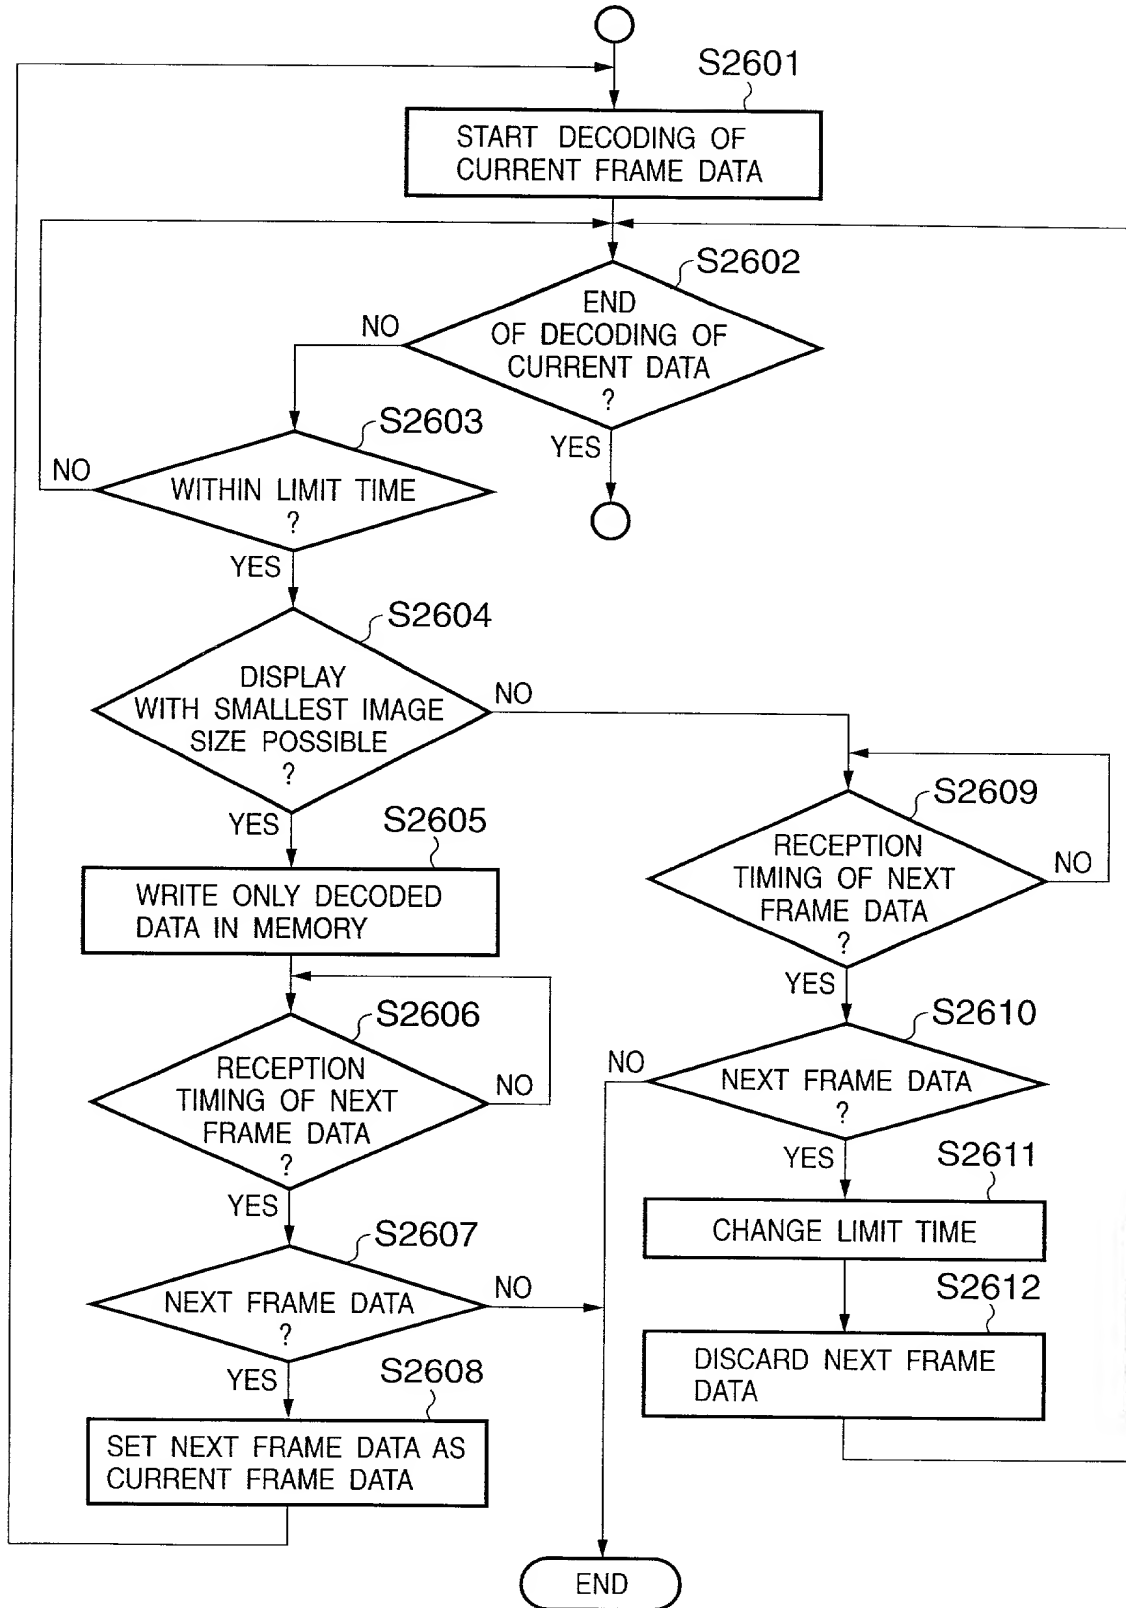 S2601
START DECODING OF
CURRENT FRAME DATA
S2602
END
OF DECODING OF
CURRENT DATA
?
NO
YES
S2603
WITHIN LIMIT TIME
?
NO
YES
S2604
DISPLAY
WITH SMALLEST IMAGE
SIZE POSSIBLE
?
NO
YES
S2605
WRITE ONLY DECODED
DATA IN MEMORY
S2606
RECEPTION
TIMING OF NEXT
FRAME DATA
?
NO
YES
S2607
NEXT FRAME DATA
?
NO
YES
S2608
SET NEXT FRAME DATA AS
CURRENT FRAME DATA
S2609
RECEPTION
TIMING OF NEXT
FRAME DATA
?
NO
YES
S2610
NEXT FRAME DATA
?
NO
YES
S2611
CHANGE LIMIT TIME
S2612
DISCARD NEXT FRAME
DATA
END